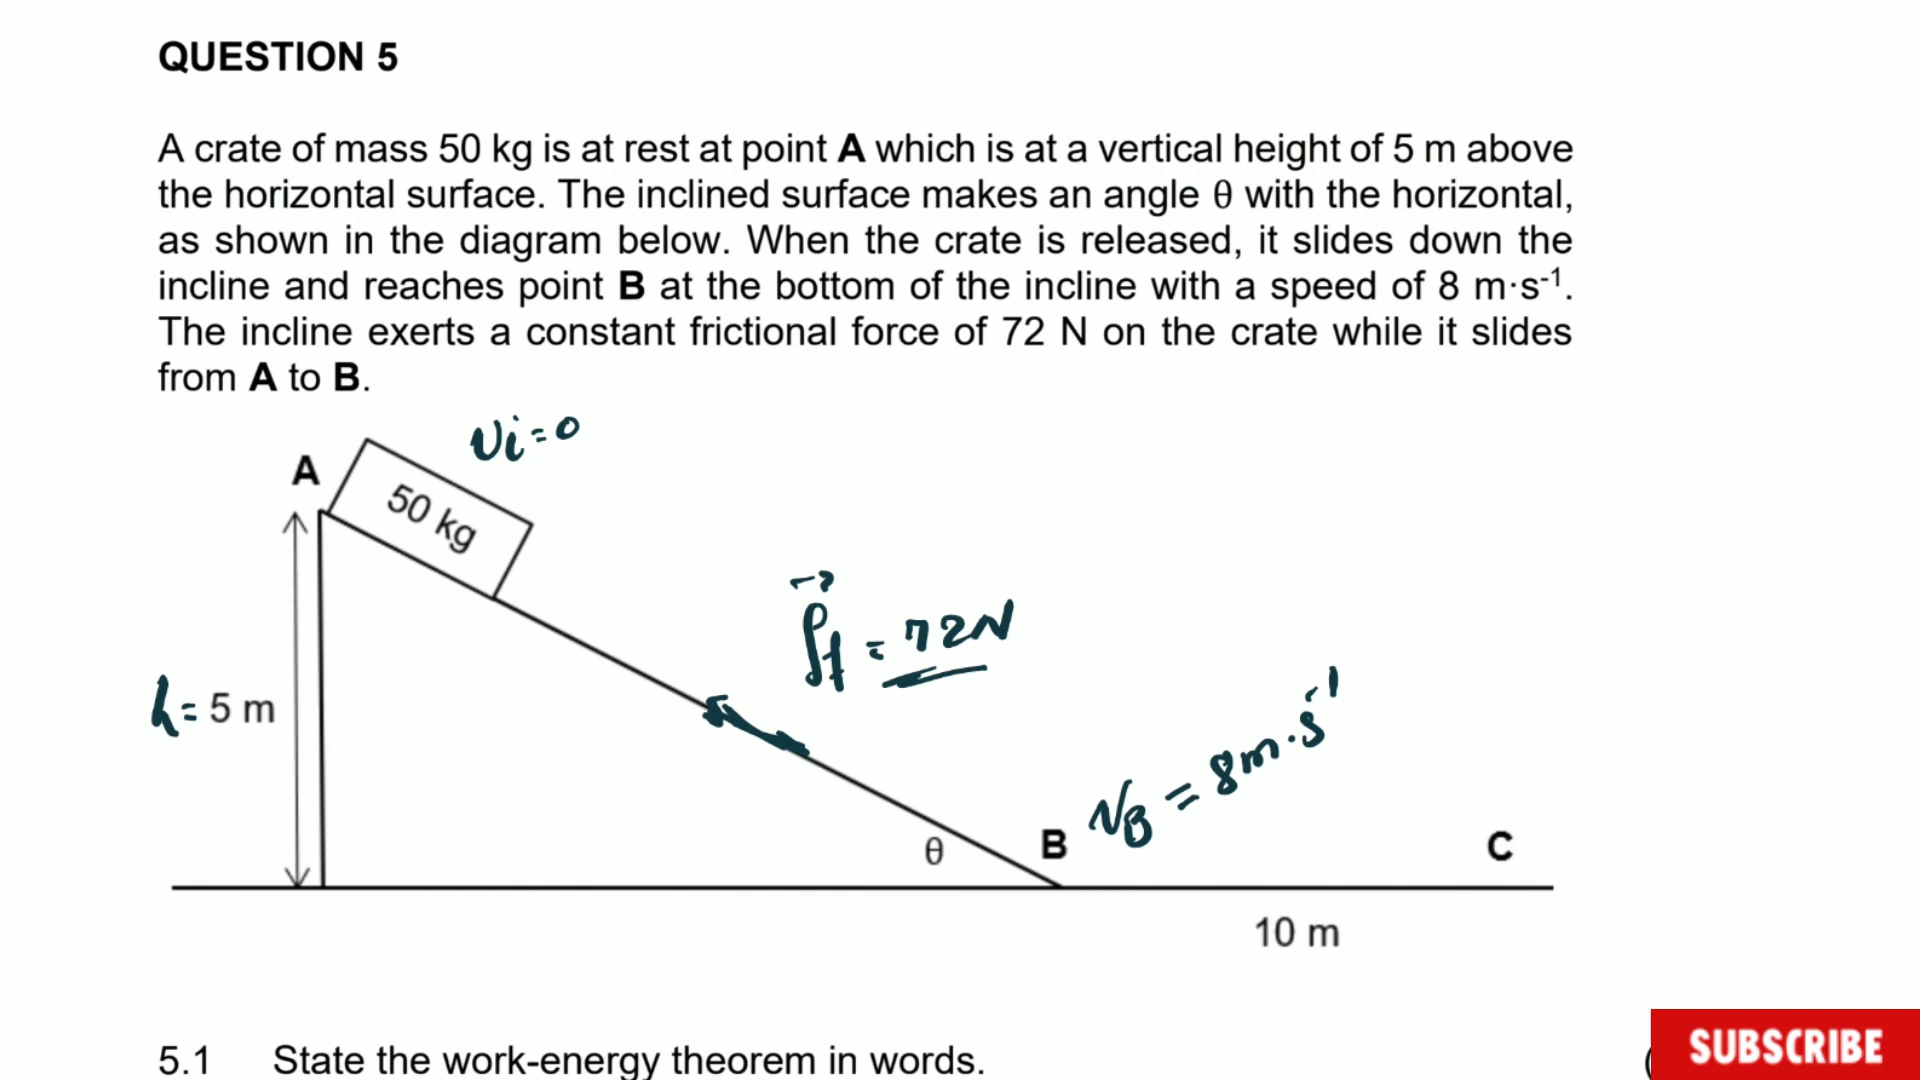 QUESTION 5
A crate of mass 50 kg is at rest at point A which is at a vertical height of 5 m above
the horizontal surface. The inclined surface makes an angle θ with the horizontal,
as shown in the diagram below. When the crate is released, it slides down the
incline and reaches point B at the bottom of the incline with a speed of 8 m·s⁻¹.
The incline exerts a constant frictional force of 72 N on the crate while it slides
from A to B.
vi=0
A
50 kg
= 72N
h= 5 m
vB = 8m·s⁻¹
θ
B
C
10 m
5.1 State the work-energy theorem in words.
(
SUBSCRIBE